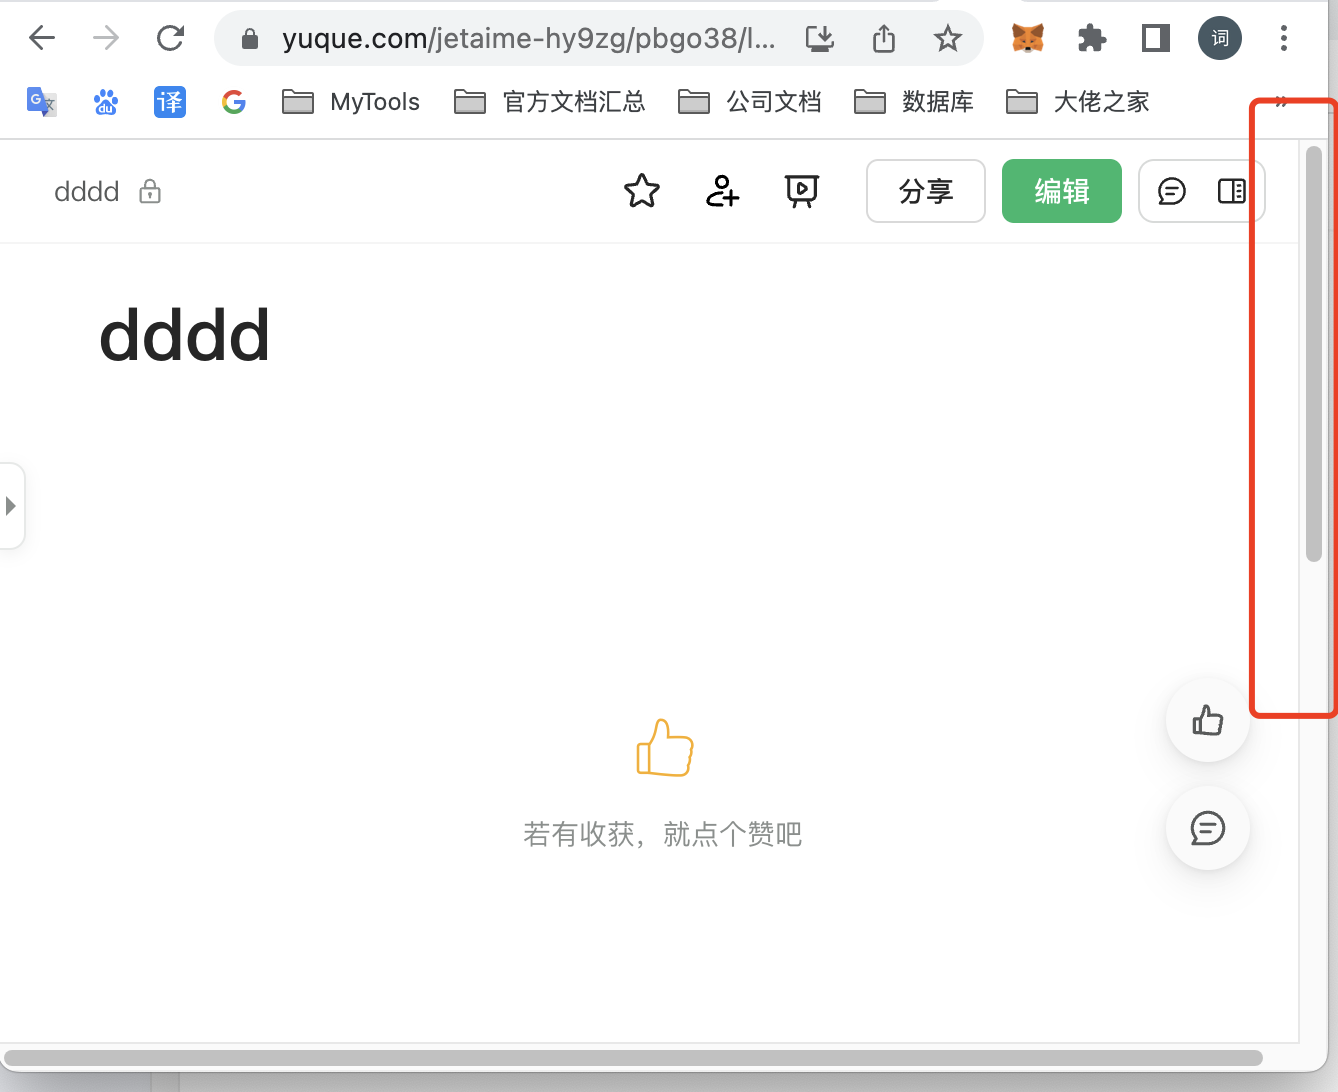 yuque.com/jetaime-hy9zg/pbgo38/l... 词
G 文 du 译 G MyTools 官方文档汇总 公司文档 数据库 大佬之家 »
dddd 分享 编辑
dddd
若有收获，就点个赞吧